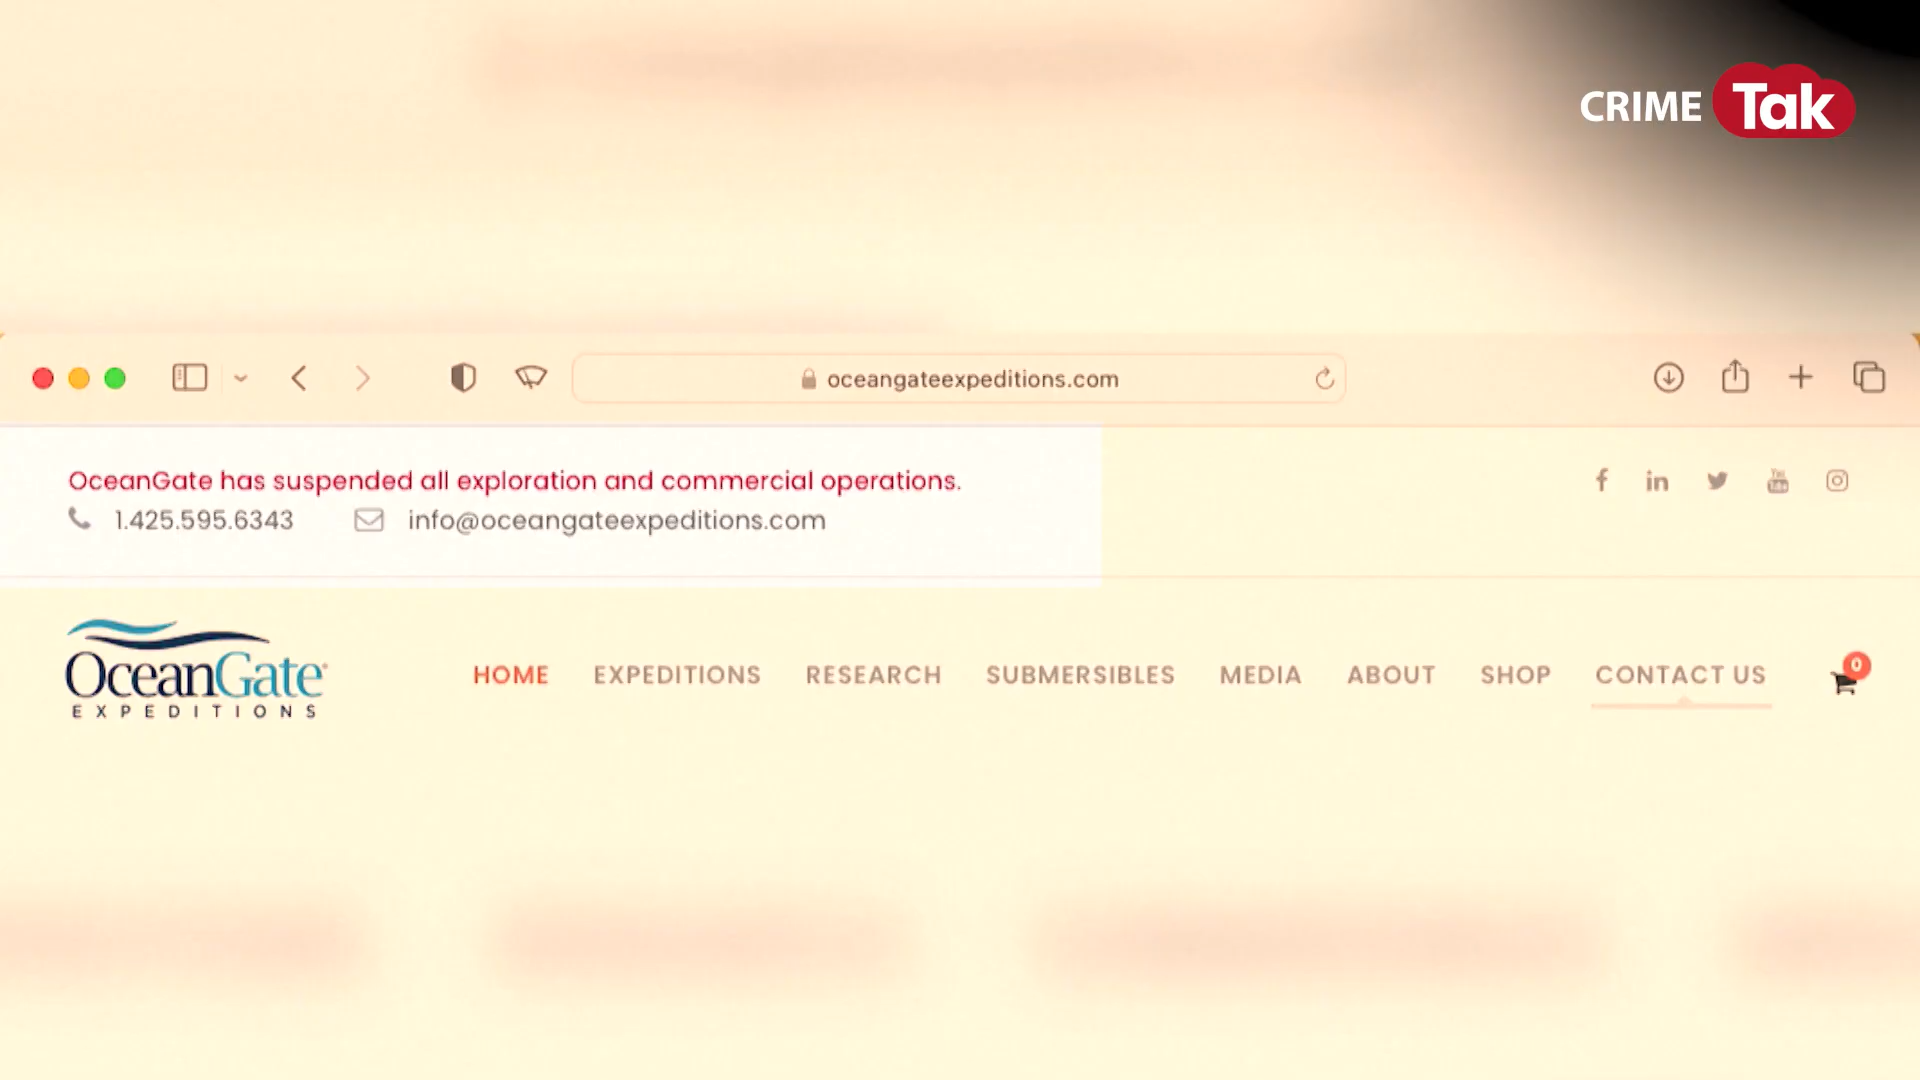 CRIME Tak
oceangateexpeditions.com
OceanGate has suspended all exploration and commercial operations.
1.425.595.6343 info@oceangateexpeditions.com
OceanGate
EXPEDITIONS
HOME EXPEDITIONS RESEARCH SUBMERSIBLES MEDIA ABOUT SHOP CONTACT US 0